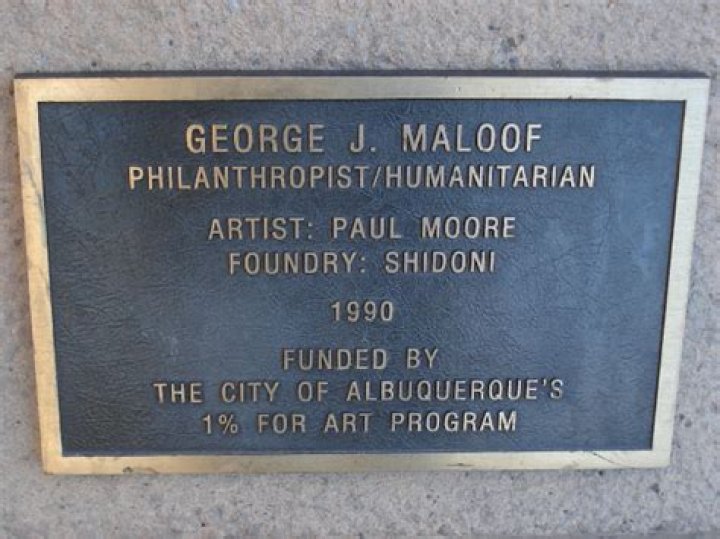 GEORGE J. MALOOF
PHILANTHROPIST/HUMANITARIAN
ARTIST: PAUL MOORE
FOUNDRY: SHIDONI
1990
FUNDED BY
THE CITY OF ALBUQUERQUE'S
1% FOR ART PROGRAM